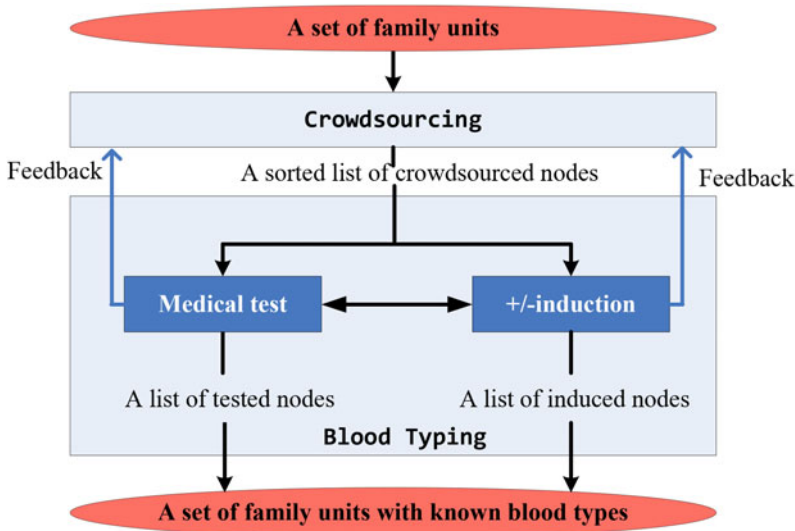 A set of family units
Crowdsourcing
Feedback
A sorted list of crowdsourced nodes
Feedback
Medical test
+/-induction
A list of tested nodes
A list of induced nodes
Blood Typing
A set of family units with known blood types